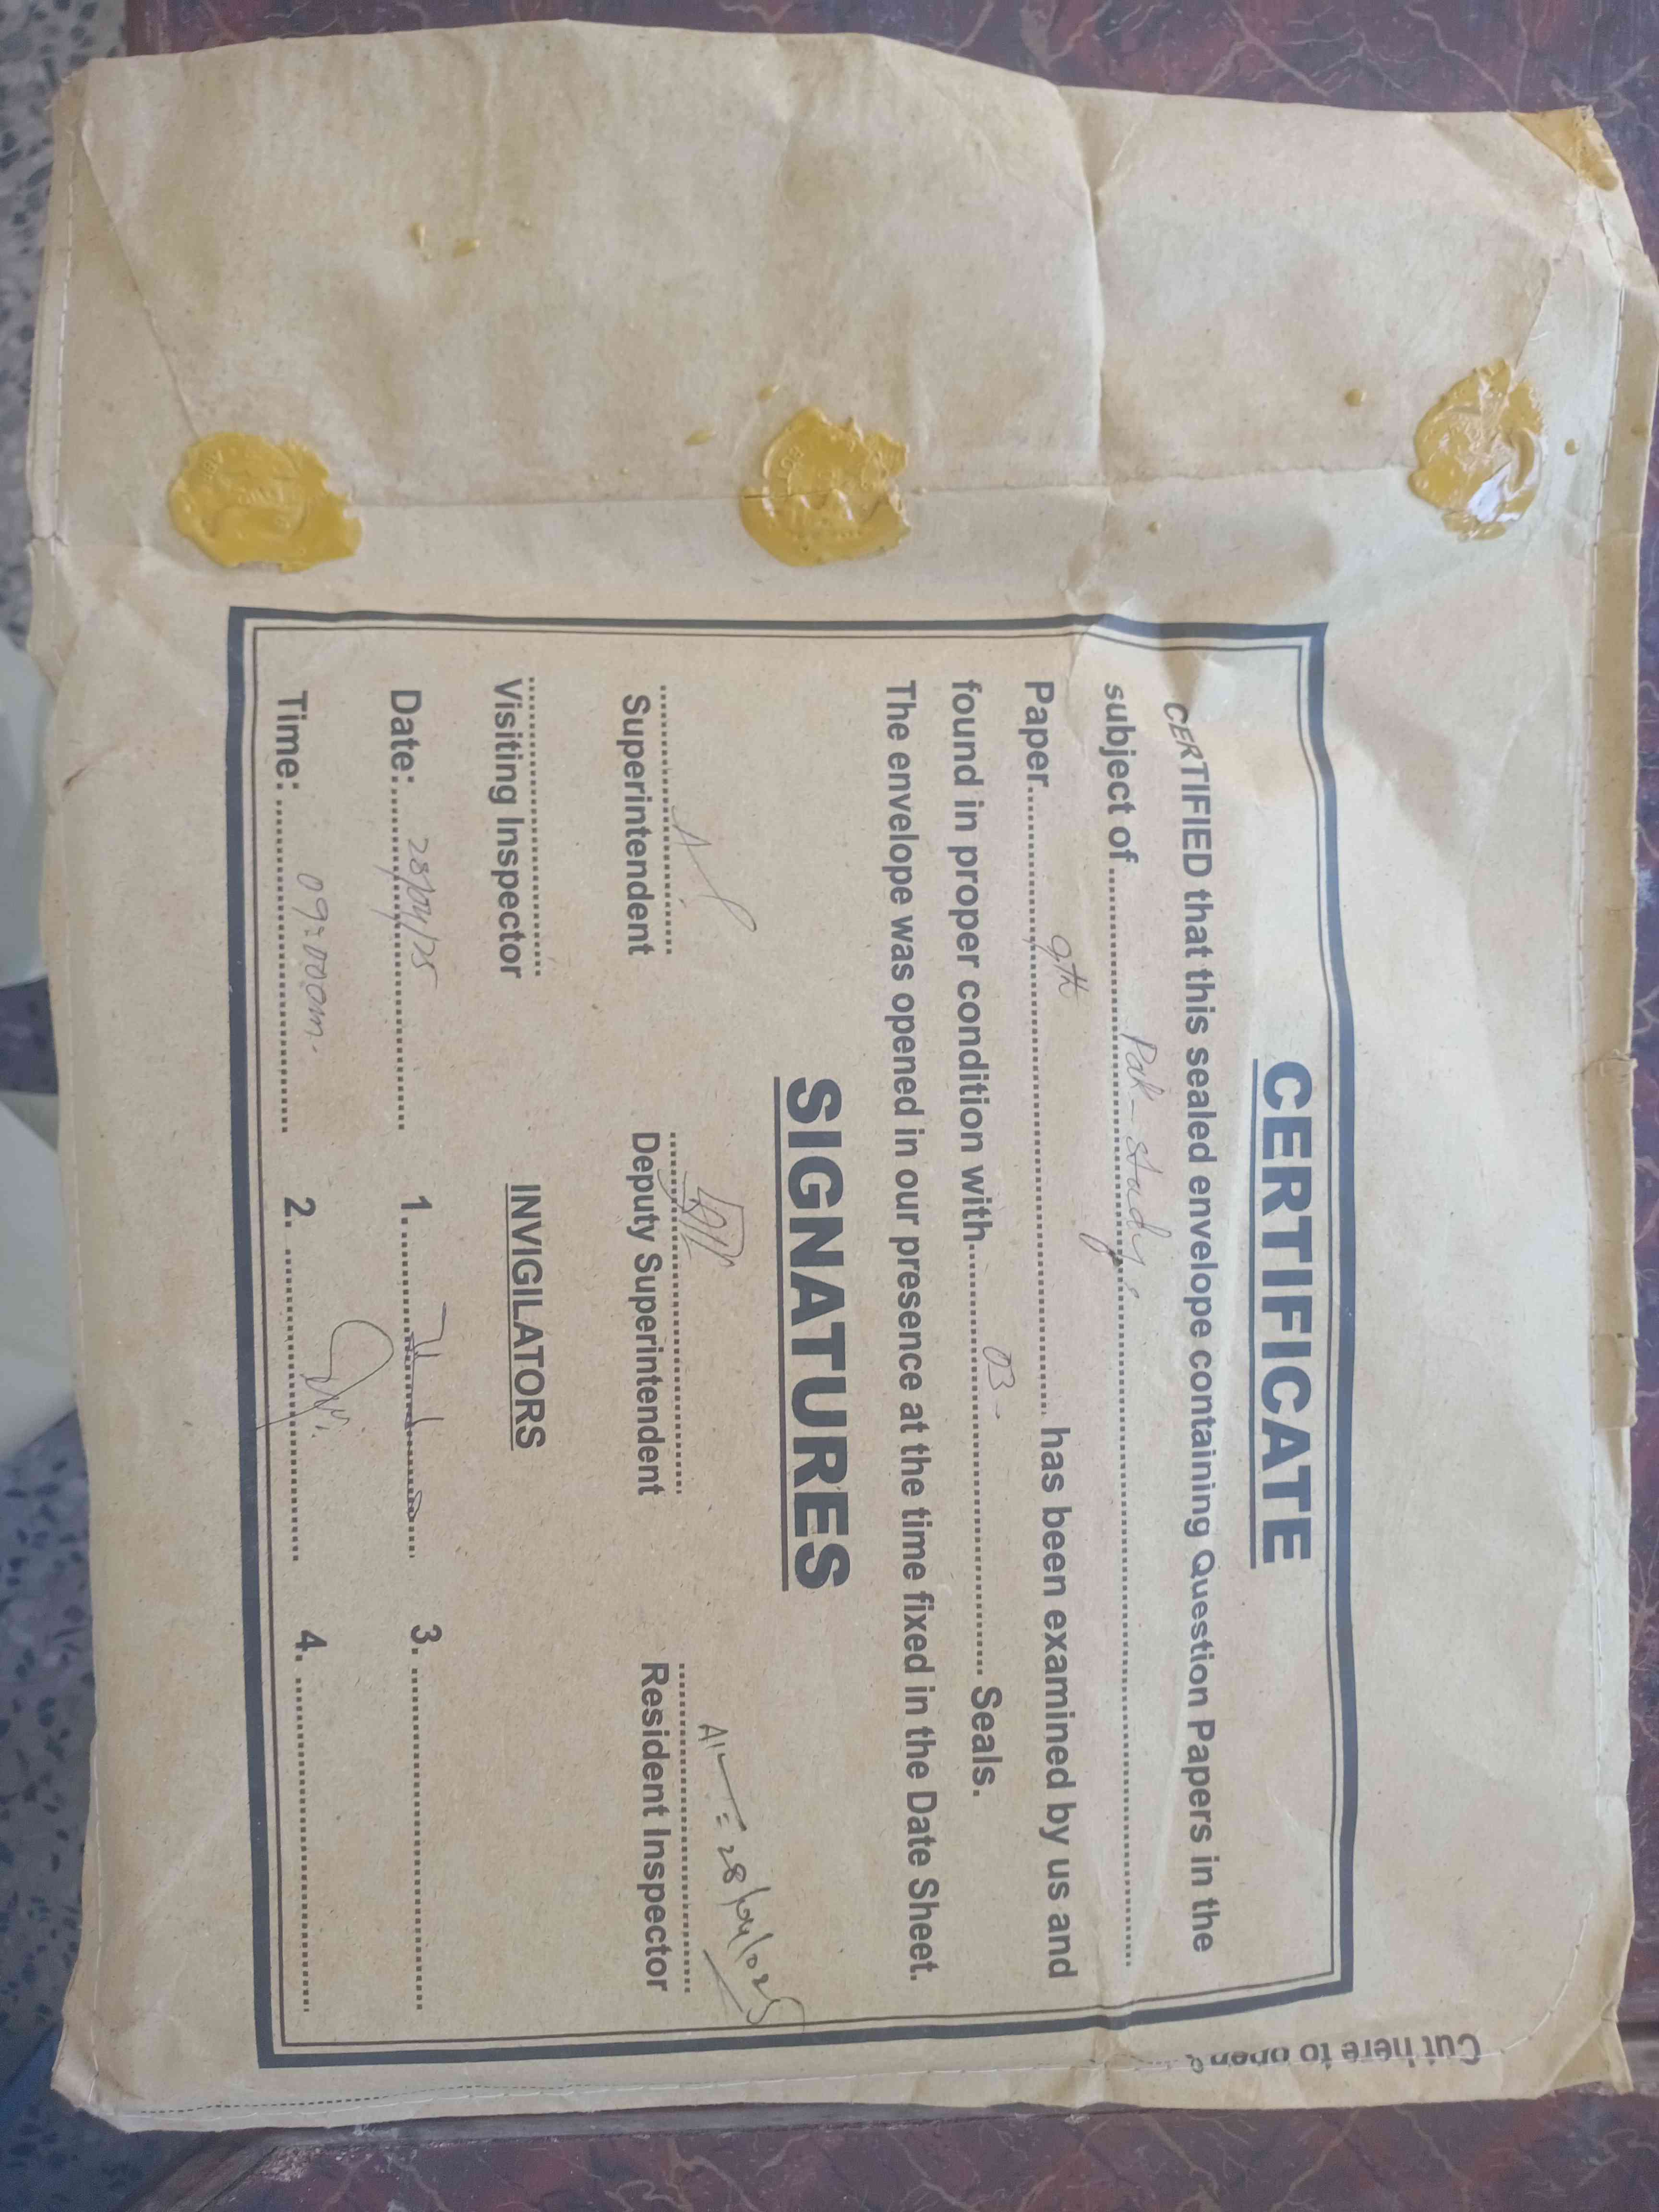 CERTIFICATE
CERTIFIED that this sealed envelope containing Question Papers in the
subject of.......... Pak-Study. ..........
Paper.......... 9th .......... has been examined by us and
found in proper condition with.......... 03- .......... Seals.
The envelope was opened in our presence at the time fixed in the Date Sheet.
SIGNATURES
28/04/2025
Superintendent Deputy Superintendent Resident Inspector
Visiting Inspector INVIGILATORS
Date:.......... 28/04/25 .......... 1. .......... 3. ..........
Time: .......... 09:00am. .......... 2. .......... 4. ..........
Cut here to open